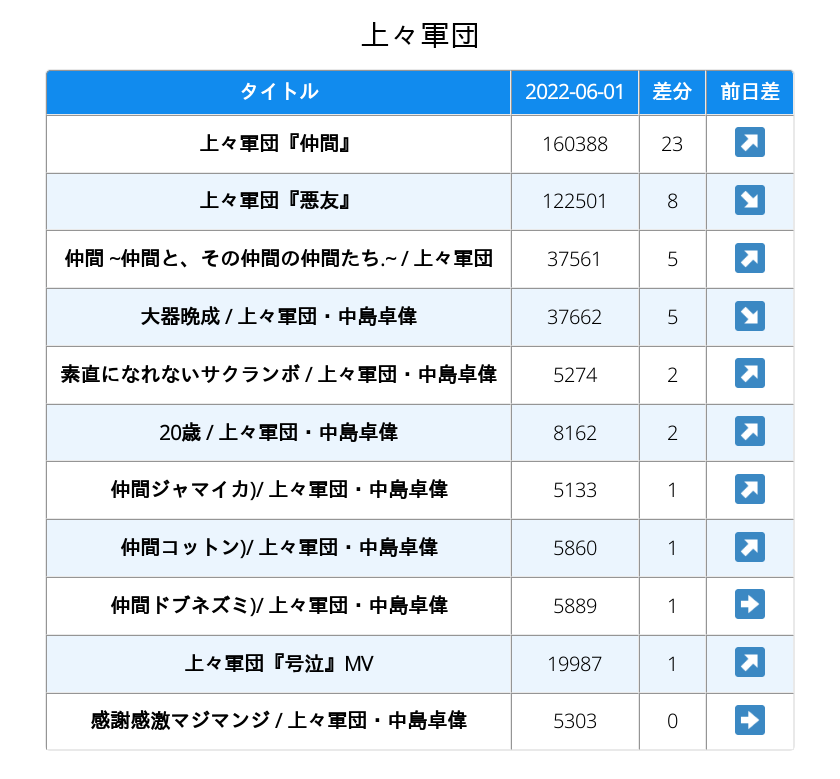 上々軍団
タイトル 2022-06-01 差分 前日差
上々軍団『仲間』 160388 23 ↗
上々軍団『悪友』 122501 8 ↘
仲間 ~仲間と、その仲間の仲間たち.~ / 上々軍団 37561 5 ↗
大器晩成 / 上々軍団・中島卓偉 37662 5 ↘
素直になれないサクランボ / 上々軍団・中島卓偉 5274 2 ↗
20歳 / 上々軍団・中島卓偉 8162 2 ↗
仲間ジャマイカ)/ 上々軍団・中島卓偉 5133 1 ↗
仲間コットン)/ 上々軍団・中島卓偉 5860 1 ↗
仲間ドブネズミ)/ 上々軍団・中島卓偉 5889 1 ➡
上々軍団『号泣』MV 19987 1 ↗
感謝感激マジマンジ / 上々軍団・中島卓偉 5303 0 ➡